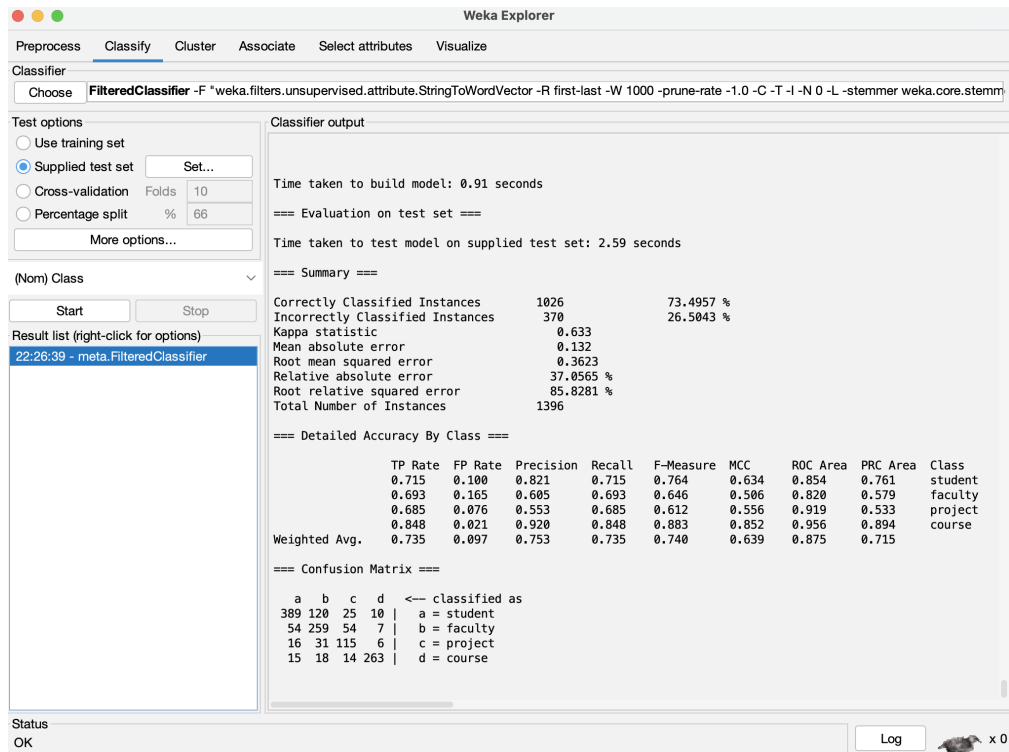 Weka Explorer
Preprocess Classify Cluster Associate Select attributes Visualize
Classifier
Choose FilteredClassifier -F "weka.filters.unsupervised.attribute.StringToWordVector -R first-last -W 1000 -prune-rate -1.0 -C -T -I -N 0 -L -stemmer weka.core.stemm
Test options
Use training set
Supplied test set Set...
Cross-validation Folds 10
Percentage split % 66
More options...
(Nom) Class
Start Stop
Result list (right-click for options)
22:26:39 - meta.FilteredClassifier
Classifier output
Time taken to build model: 0.91 seconds
=== Evaluation on test set ===
Time taken to test model on supplied test set: 2.59 seconds
=== Summary ===
Correctly Classified Instances 1026 73.4957 %
Incorrectly Classified Instances 370 26.5043 %
Kappa statistic 0.633
Mean absolute error 0.132
Root mean squared error 0.3623
Relative absolute error 37.0565 %
Root relative squared error 85.8281 %
Total Number of Instances 1396
=== Detailed Accuracy By Class ===
TP Rate FP Rate Precision Recall F-Measure MCC ROC Area PRC Area Class
0.715 0.100 0.821 0.715 0.764 0.634 0.854 0.761 student
0.693 0.165 0.605 0.693 0.646 0.506 0.820 0.579 faculty
0.685 0.076 0.553 0.685 0.612 0.556 0.919 0.533 project
0.848 0.021 0.920 0.848 0.883 0.852 0.956 0.894 course
Weighted Avg. 0.735 0.097 0.753 0.735 0.740 0.639 0.875 0.715
=== Confusion Matrix ===
a b c d <-- classified as
389 120 25 10 | a = student
54 259 54 7 | b = faculty
16 31 115 6 | c = project
15 18 14 263 | d = course
Status
OK
Log x 0